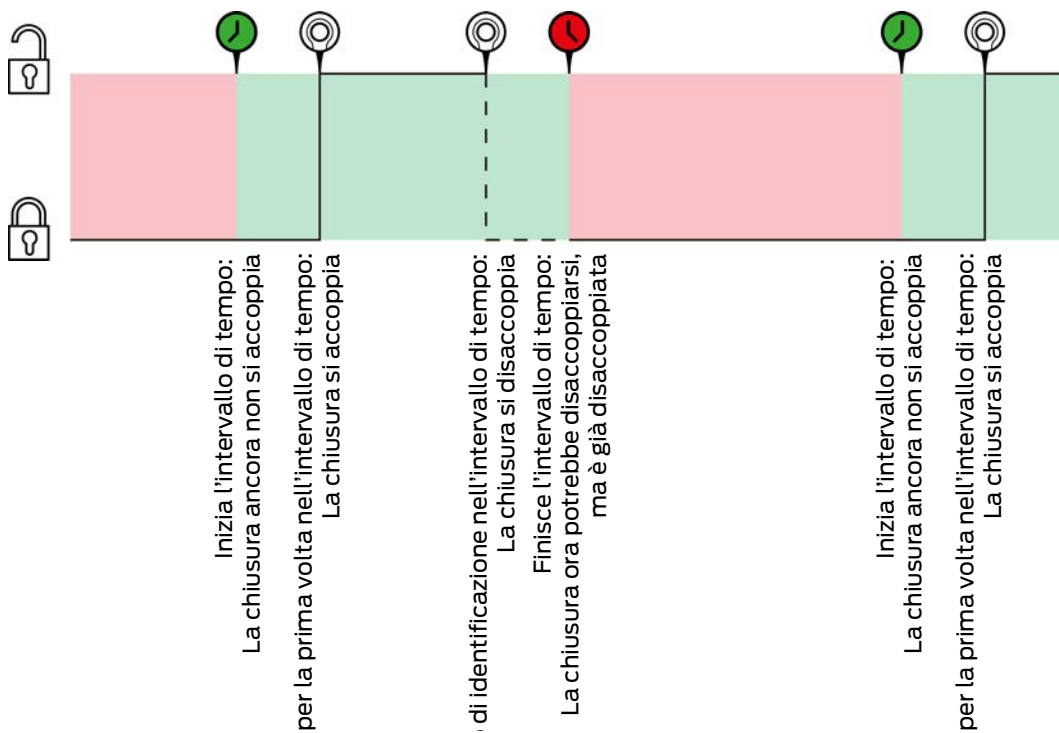 Inizia l'intervallo di tempo:
La chiusura ancora non si accoppia
per la prima volta nell'intervallo di tempo:
La chiusura si accoppia
di identificazione nell'intervallo di tempo:
La chiusura si disaccoppia
Finisce l'intervallo di tempo:
La chiusura ora potrebbe disaccoppiarsi,
ma è già disaccoppiata
Inizia l'intervallo di tempo:
La chiusura ancora non si accoppia
per la prima volta nell'intervallo di tempo:
La chiusura si accoppia